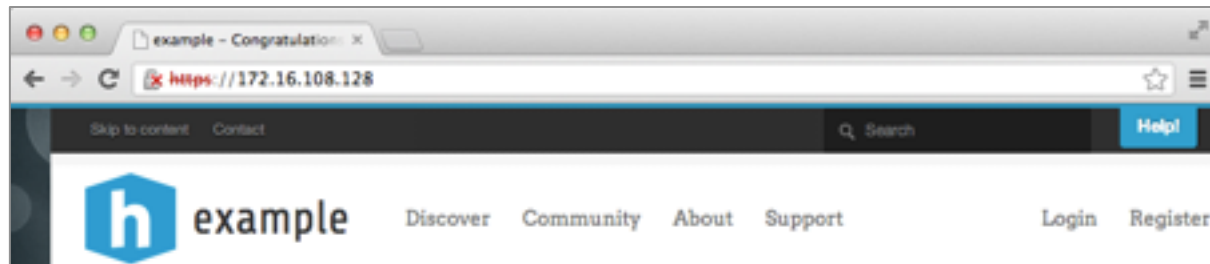 example – Congratulation
https://172.16.108.128
Skip to content Contact Search Help!
h example Discover Community About Support Login Register